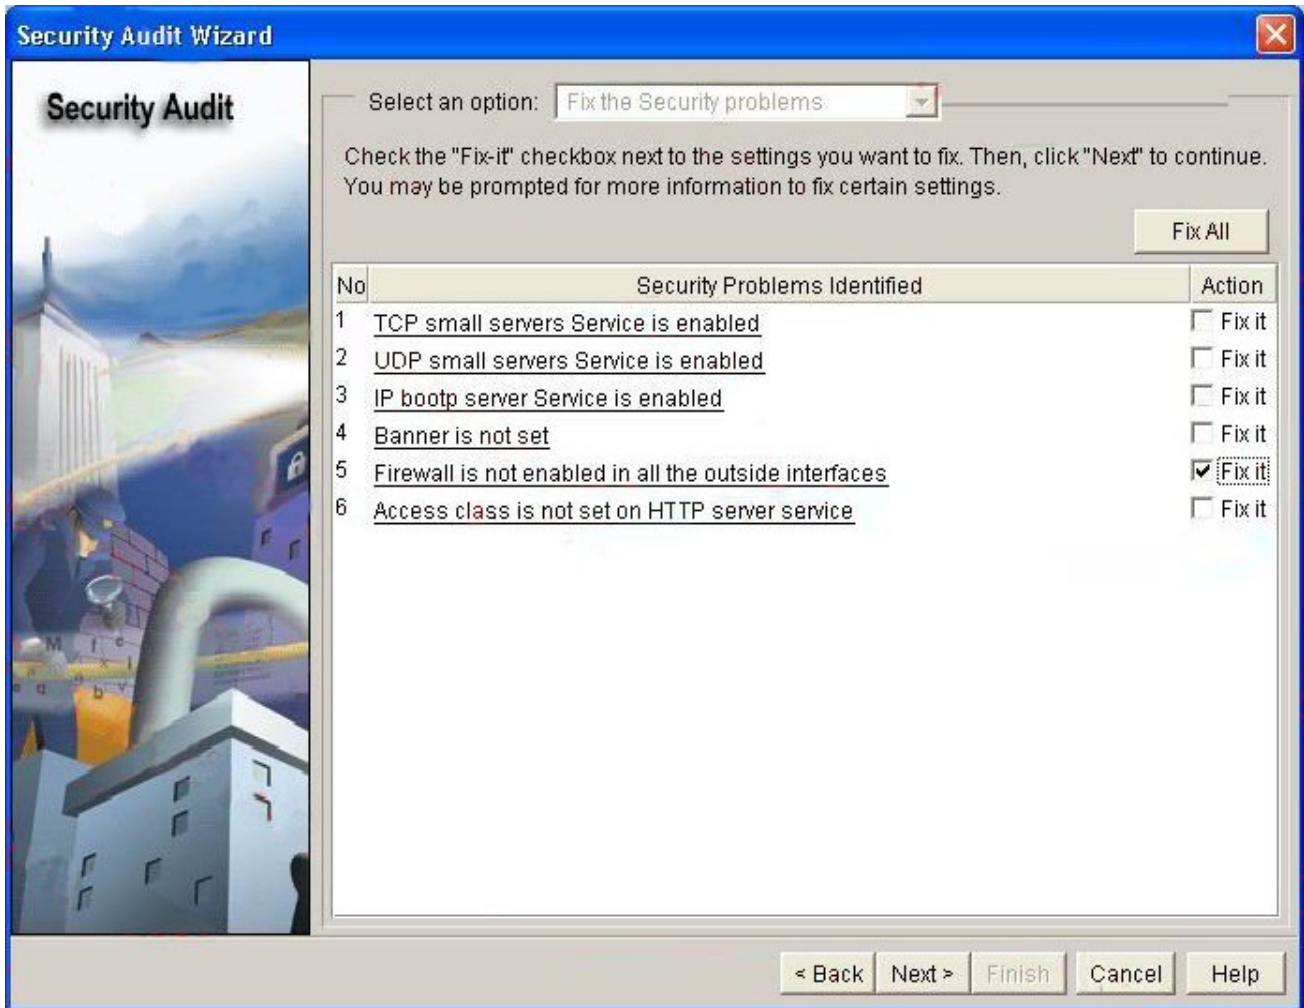 Security Audit Wizard
Security Audit
Select an option: Fix the Security problems
Check the "Fix-it" checkbox next to the settings you want to fix. Then, click "Next" to continue.
You may be prompted for more information to fix certain settings.
Fix All
No Security Problems Identified Action
1 TCP small servers Service is enabled Fix it
2 UDP small servers Service is enabled Fix it
3 IP bootp server Service is enabled Fix it
4 Banner is not set Fix it
5 Firewall is not enabled in all the outside interfaces Fix it
6 Access class is not set on HTTP server service Fix it
< Back Next > Finish Cancel Help